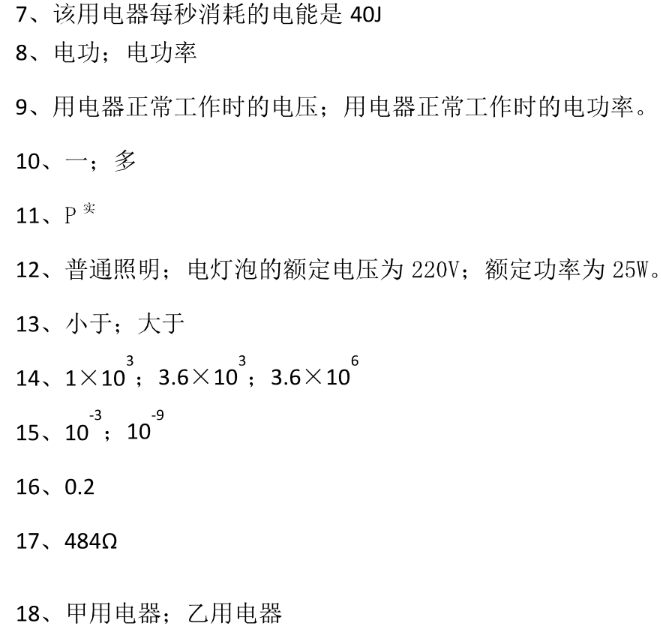 7、该用电器每秒消耗的电能是 40J
8、电功；电功率
9、用电器正常工作时的电压；用电器正常工作时的电功率。
10、一；多
11、P 实
12、普通照明；电灯泡的额定电压为 220V；额定功率为 25W。
13、小于；大于
14、1×10³；3.6×10³；3.6×10⁶
15、10⁻³；10⁻⁹
16、0.2
17、484Ω
18、甲用电器；乙用电器